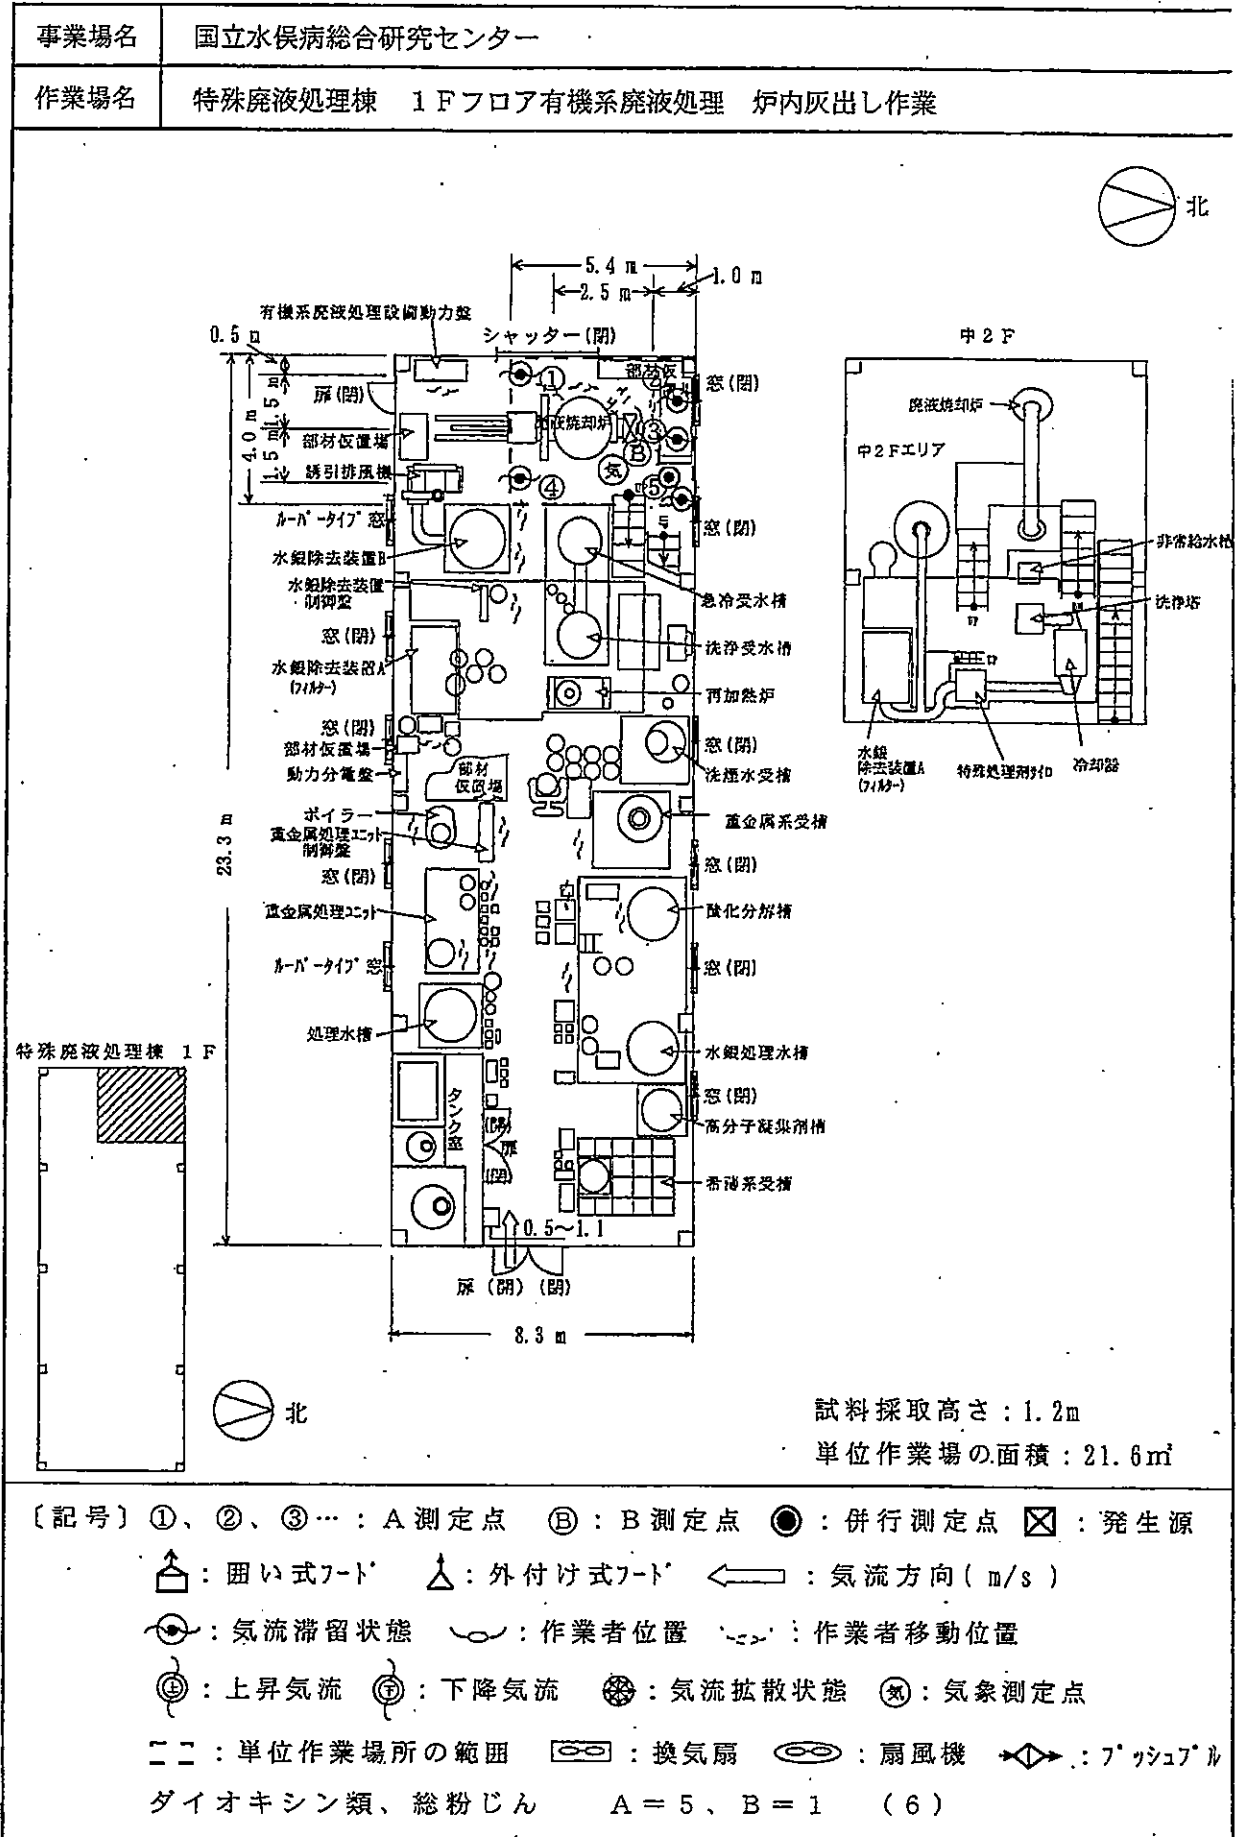 事業場名 国立水俣病総合研究センター
作業場名 特殊廃液処理棟 1Fフロア有機系廃液処理 炉内灰出し作業
北
5.4 m
1.0 m
2.5 m
有機系廃液処理設備動力盤
0.5 m
シャッター(閉)
中2F
部材仮
①
②
窓(閉)
扉(閉)
廃液焼却炉
1.5 m
4.0 m
部材仮置場
③
B
中2Fエリア
誘引排風機
気
1.5 m
④
⑤
ルーバータイプ窓
窓(閉)
水銀除去装置B
非常給水槽
水銀除去装置
制御盤
急冷受水槽
洗浄塔
窓(閉)
洗浄受水槽
水銀除去装置A
(フィルター)
再加熱炉
窓(閉)
窓(閉)
部材仮置場
洗煙水受槽
水銀
除去装置A
(フィルター)
特殊処理剤サイロ
冷却器
動力分電盤
部材
仮置場
ボイラー
重金属系受槽
23.3 m
重金属処理ユニット
制御盤
窓(閉)
窓(閉)
重金属処理ユニット
酸化分解槽
ルーバータイプ窓
窓(閉)
処理水槽
水銀処理水槽
特殊廃液処理棟 1F
窓(閉)
タンク室
(開)
扉
(閉)
高分子凝集剤槽
希薄系受槽
0.5〜1.1
扉(開)(閉)
8.3 m
北
試料採取高さ:1.2m
単位作業場の面積:21.6㎡
〔記号〕①、②、③…:A測定点 Ⓑ:B測定点 ◉:併行測定点 ☒:発生源
:囲い式フード :外付け式フード ⇐:気流方向( m/s )
:気流滞留状態 :作業者位置 :作業者移動位置
上:上昇気流 下:下降気流 :気流拡散状態 気:気象測定点
:単位作業場所の範囲 :換気扇 :扇風機 :プッシュプル
ダイオキシン類、総粉じん A=5、B=1 (6)